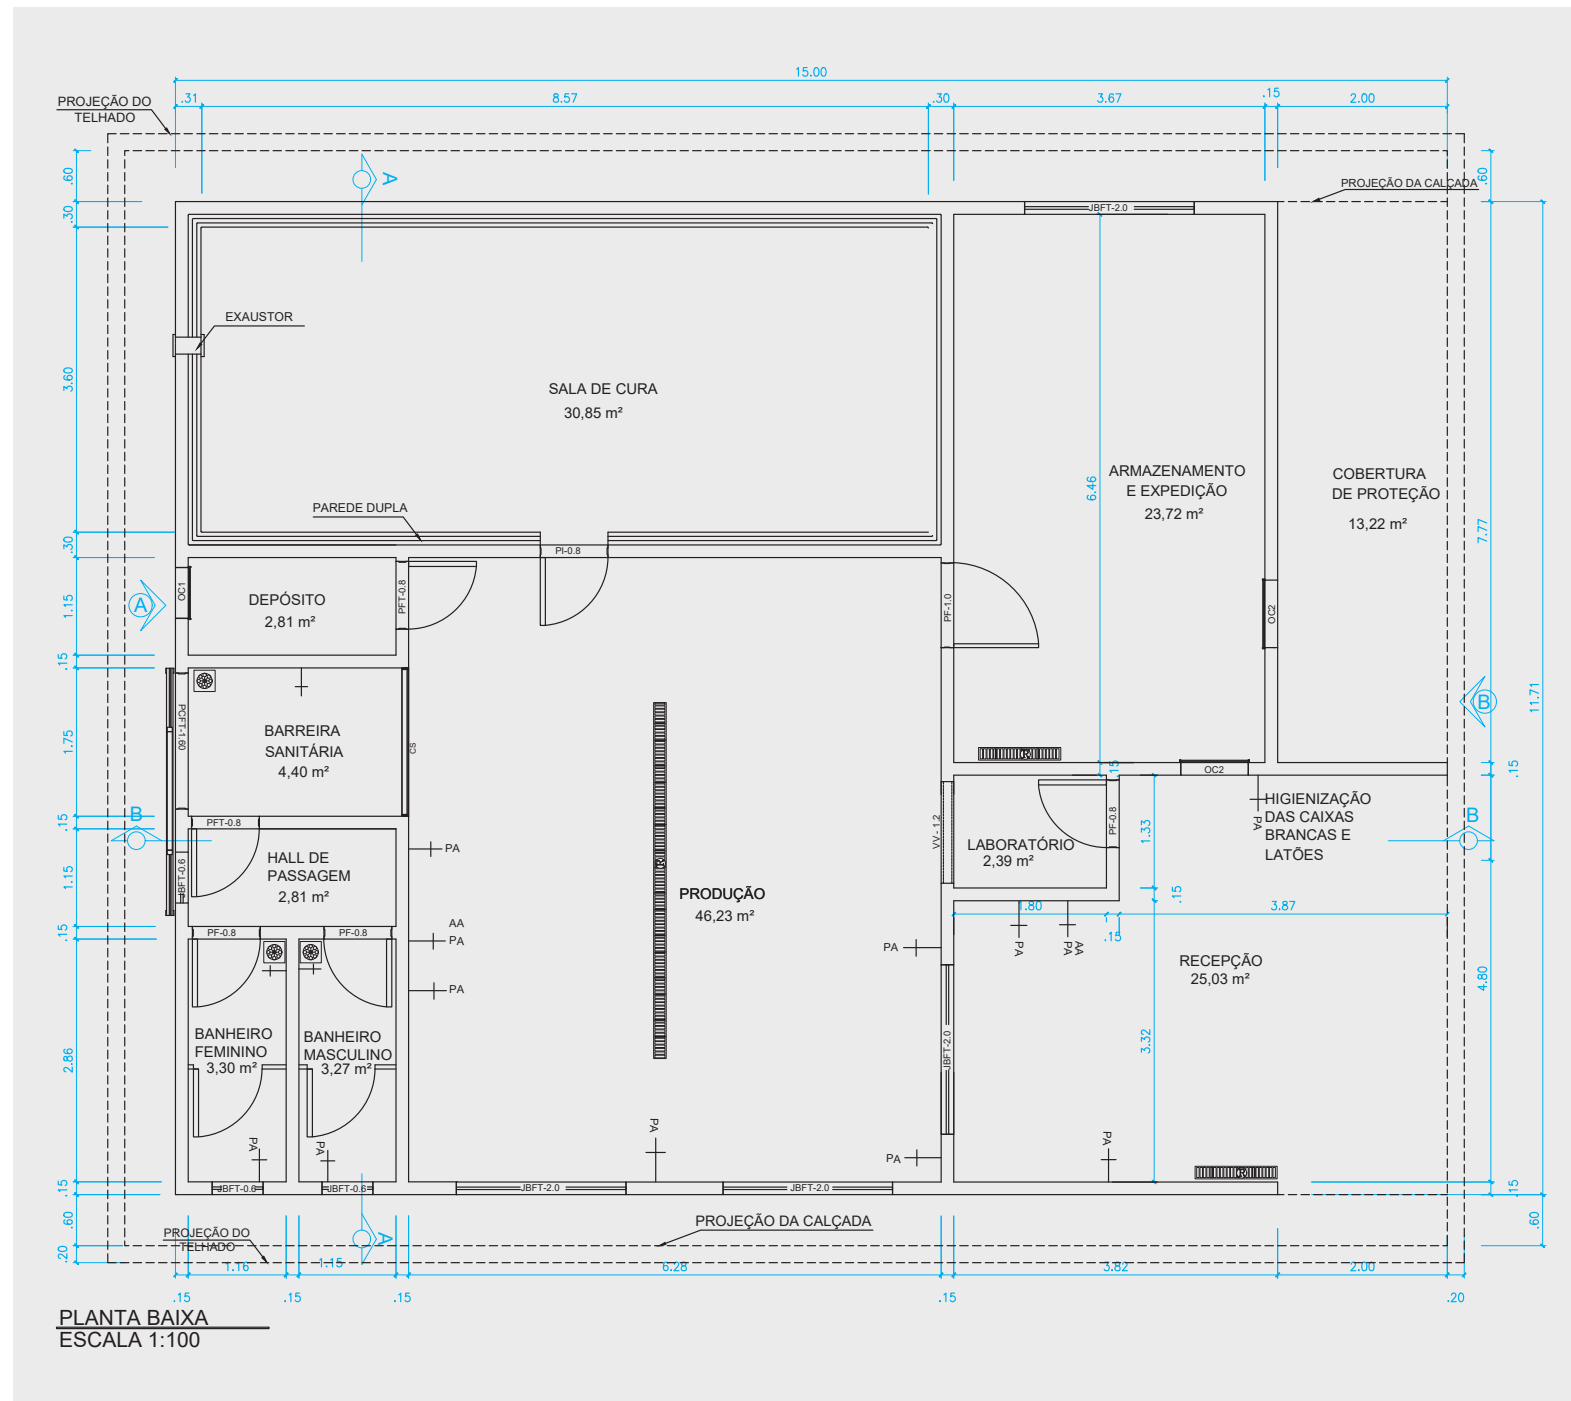 15.00
.31
8.57
.30
3.67
.15
2.00
PROJEÇÃO DO
TELHADO
.60
A
.60
PROJEÇÃO DA CALÇADA
.30
JBFT-2.0
EXAUSTOR
3.60
SALA DE CURA
30,85 m²
ARMAZENAMENTO
E EXPEDIÇÃO
23,72 m²
6.46
COBERTURA
DE PROTEÇÃO
13,22 m²
7.77
PAREDE DUPLA
.30
PI-0.8
OC1
DEPÓSITO
2,81 m²
PFT-0.8
PF-1.0
OC2
A
1.15
.15
B
11.71
PCFT-1.60
BARREIRA
SANITÁRIA
4,40 m²
CS
1.75
R
R
.15
OC2
.15
HIGIENIZAÇÃO
DAS CAIXAS
BRANCAS E
LATÕES
PA
B
.15
PFT-0.8
B
VV - 1.2
LABORATÓRIO
2,39 m²
PF-0.8
1.33
PA
HALL DE
PASSAGEM
2,81 m²
JBFT-0.6
1.15
PRODUÇÃO
46,23 m²
1.80
.15
3.87
.15
AA
PA
.15
PF-0.8
PF-0.8
PA
PA
PA
AA
RECEPÇÃO
25,03 m²
4.80
PA
BANHEIRO
FEMININO
3,30 m²
BANHEIRO
MASCULINO
3,27 m²
2.86
JBFT-2.0
3.32
PA
PA
PA
PA
PA
R
.15
JBFT-0.6
JBFT-0.6
JBFT-2.0
JBFT-2.0
.15
.60
PROJEÇÃO DO
TELHADO
A
PROJEÇÃO DA CALÇADA
.60
.20
1.16
1.15
6.28
3.82
2.00
.15
.15
.15
.15
.20
PLANTA BAIXA
ESCALA 1:100